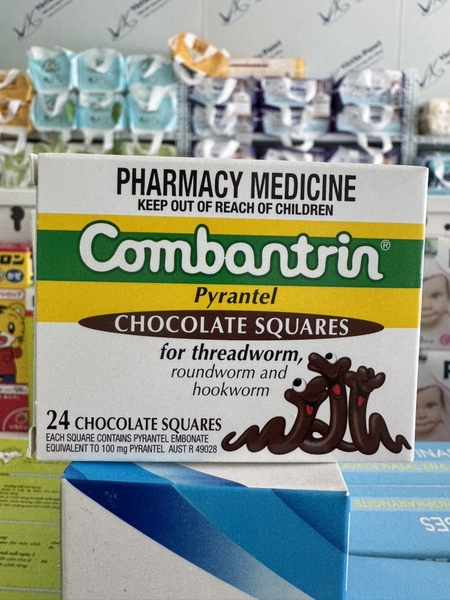 PHARMACY MEDICINE
KEEP OUT OF REACH OF CHILDREN
Combantrin®
Pyrantel
CHOCOLATE SQUARES
for threadworm,
roundworm and
hookworm
24 CHOCOLATE SQUARES
EACH SQUARE CONTAINS PYRANTEL EMBONATE
EQUIVALENT TO 100 mg PYRANTEL AUST R 49028